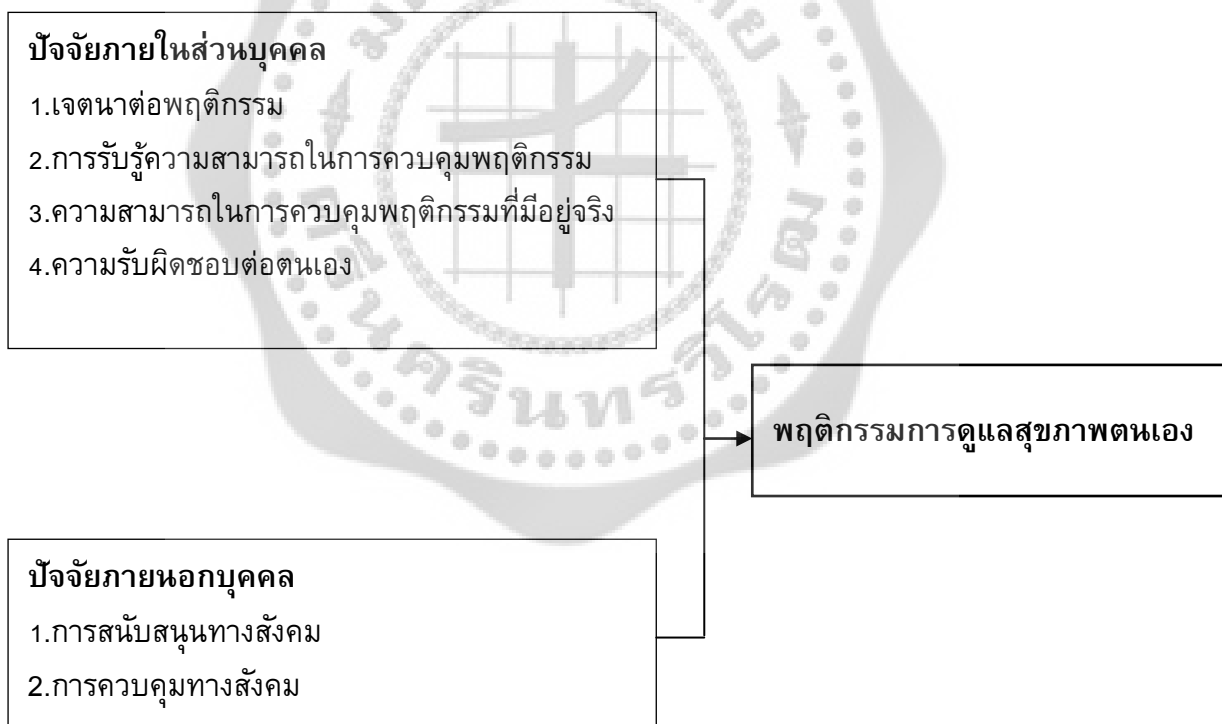 ปัจจัยภายในส่วนบุคคล
1.เจตนาต่อพฤติกรรม
2.การรับรู้ความสามารถในการควบคุมพฤติกรรม
3.ความสามารถในการควบคุมพฤติกรรมที่มีอยู่จริง
4.ความรับผิดชอบต่อตนเอง
พฤติกรรมการดูแลสุขภาพตนเอง
ปัจจัยภายนอกบุคคล
1.การสนับสนุนทางสังคม
2.การควบคุมทางสังคม